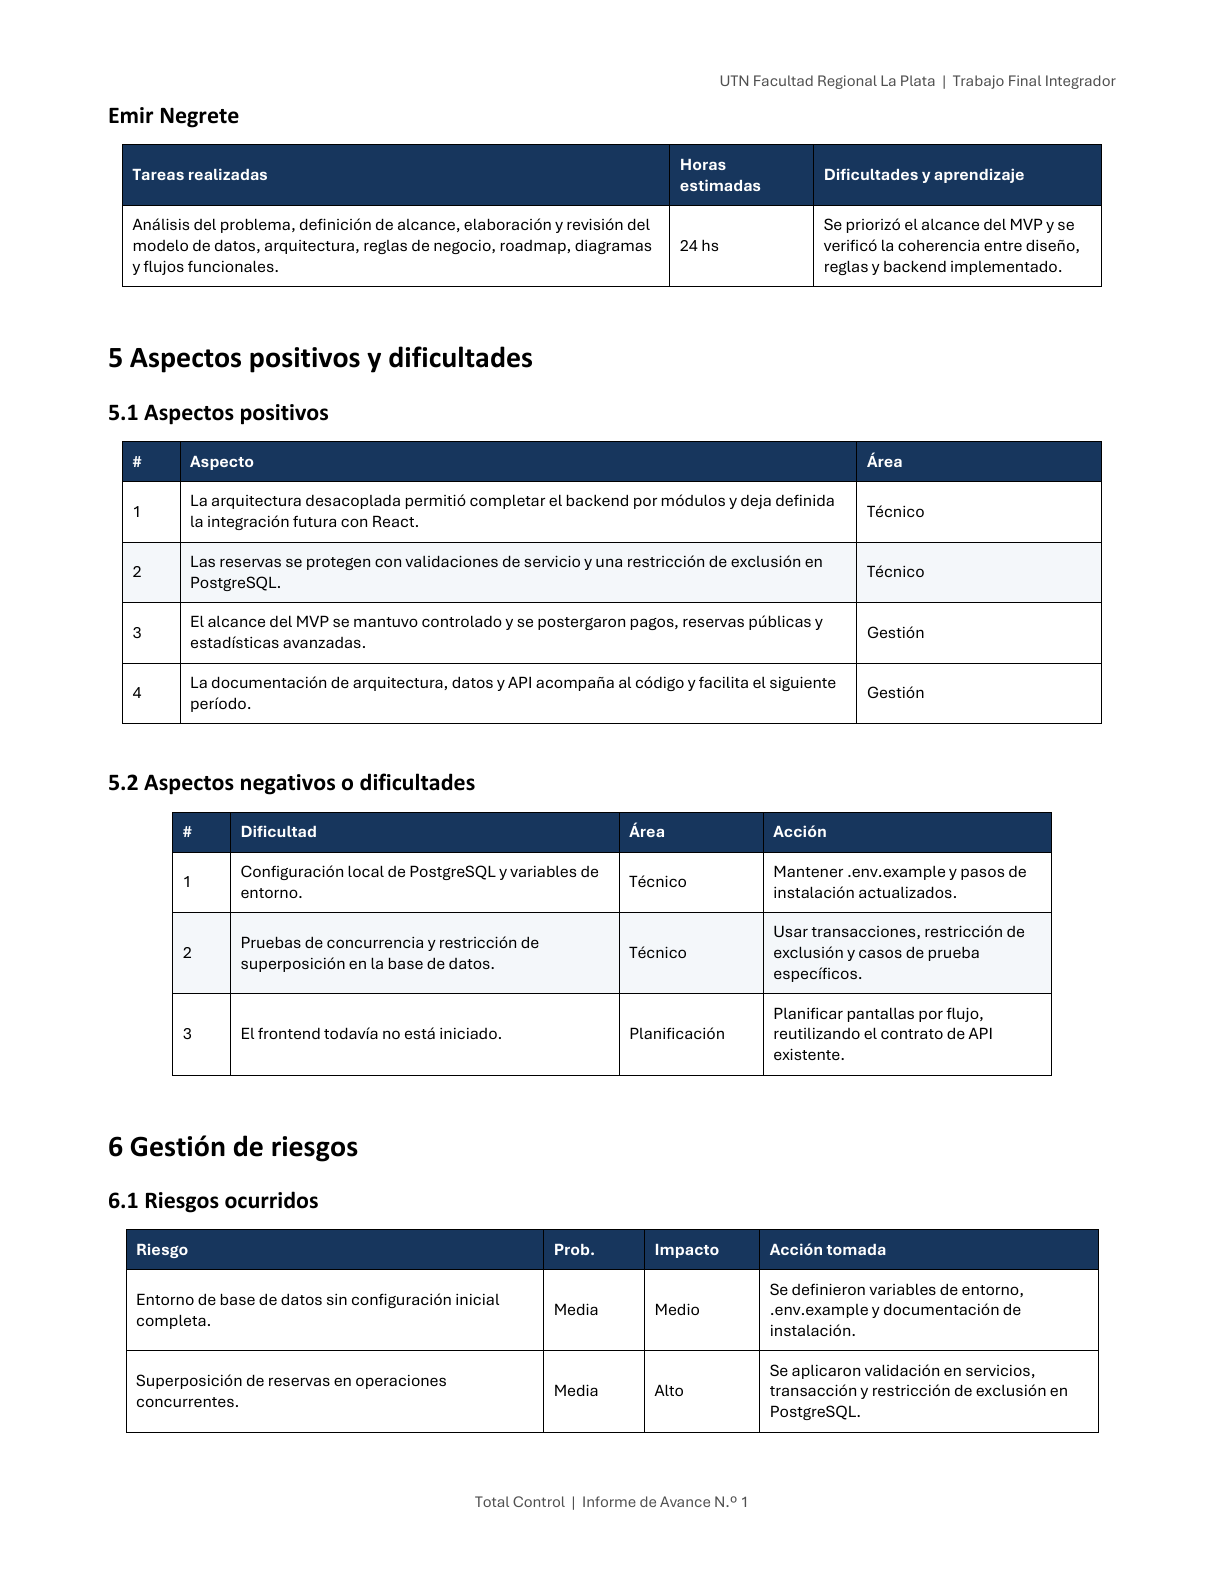 UTN Facultad Regional La Plata | Trabajo Final Integrador
Emir Negrete
Tareas realizadas
Horas
estimadas
Dificultades y aprendizaje
Análisis del problema, definición de alcance, elaboración y revisión del
modelo de datos, arquitectura, reglas de negocio, roadmap, diagramas
y flujos funcionales.
24 hs
Se priorizó el alcance del MVP y se
verificó la coherencia entre diseño,
reglas y backend implementado.
5 Aspectos positivos y dificultades
5.1 Aspectos positivos
# Aspecto Área
1
La arquitectura desacoplada permitió completar el backend por módulos y deja definida
la integración futura con React.
Técnico
2
Las reservas se protegen con validaciones de servicio y una restricción de exclusión en
PostgreSQL.
Técnico
3
El alcance del MVP se mantuvo controlado y se postergaron pagos, reservas públicas y
estadísticas avanzadas.
Gestión
4
La documentación de arquitectura, datos y API acompaña al código y facilita el siguiente
período.
Gestión
5.2 Aspectos negativos o dificultades
# Dificultad Área Acción
1
Configuración local de PostgreSQL y variables de
entorno.
Técnico
Mantener .env.example y pasos de
instalación actualizados.
2
Pruebas de concurrencia y restricción de
superposición en la base de datos.
Técnico
Usar transacciones, restricción de
exclusión y casos de prueba
específicos.
3
El frontend todavía no está iniciado.
Planificación
Planificar pantallas por flujo,
reutilizando el contrato de API
existente.
6 Gestión de riesgos
6.1 Riesgos ocurridos
Riesgo Prob. Impacto Acción tomada
Entorno de base de datos sin configuración inicial
completa.
Media
Medio
Se definieron variables de entorno,
.env.example y documentación de
instalación.
Superposición de reservas en operaciones
concurrentes.
Media
Alto
Se aplicaron validación en servicios,
transacción y restricción de exclusión en
PostgreSQL.
Total Control | Informe de Avance N.º 1